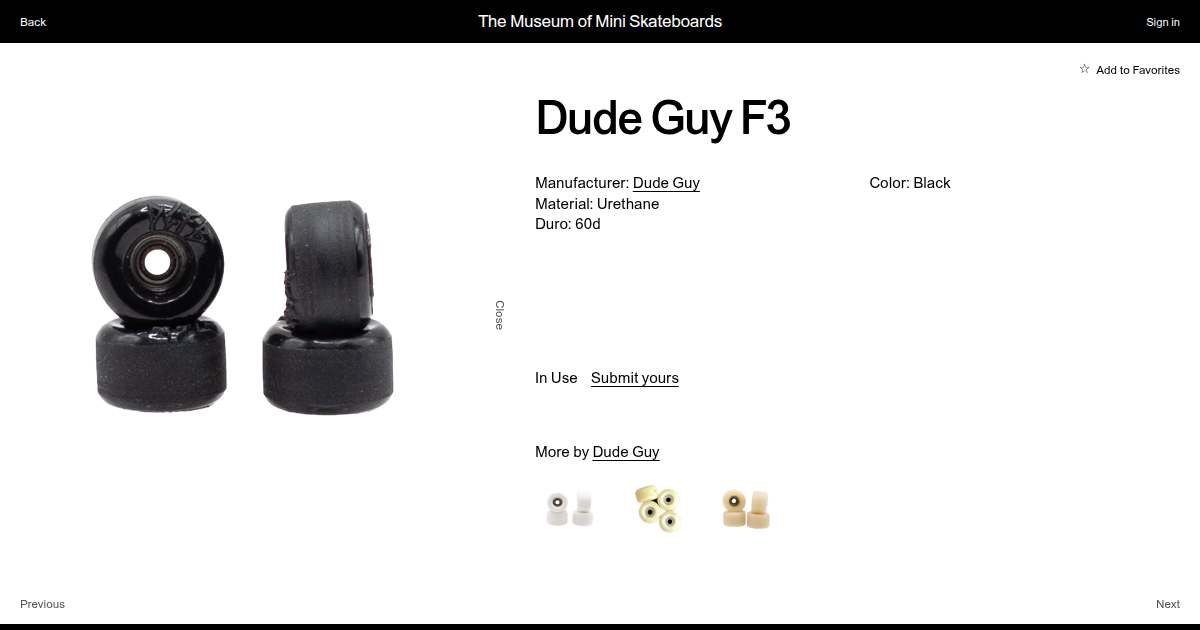 Back
The Museum of Mini Skateboards
Sign in
☆ Add to Favorites
Dude Guy F3
Manufacturer: Dude Guy
Material: Urethane
Duro: 60d
Color: Black
Close
In Use Submit yours
More by Dude Guy
Previous
Next